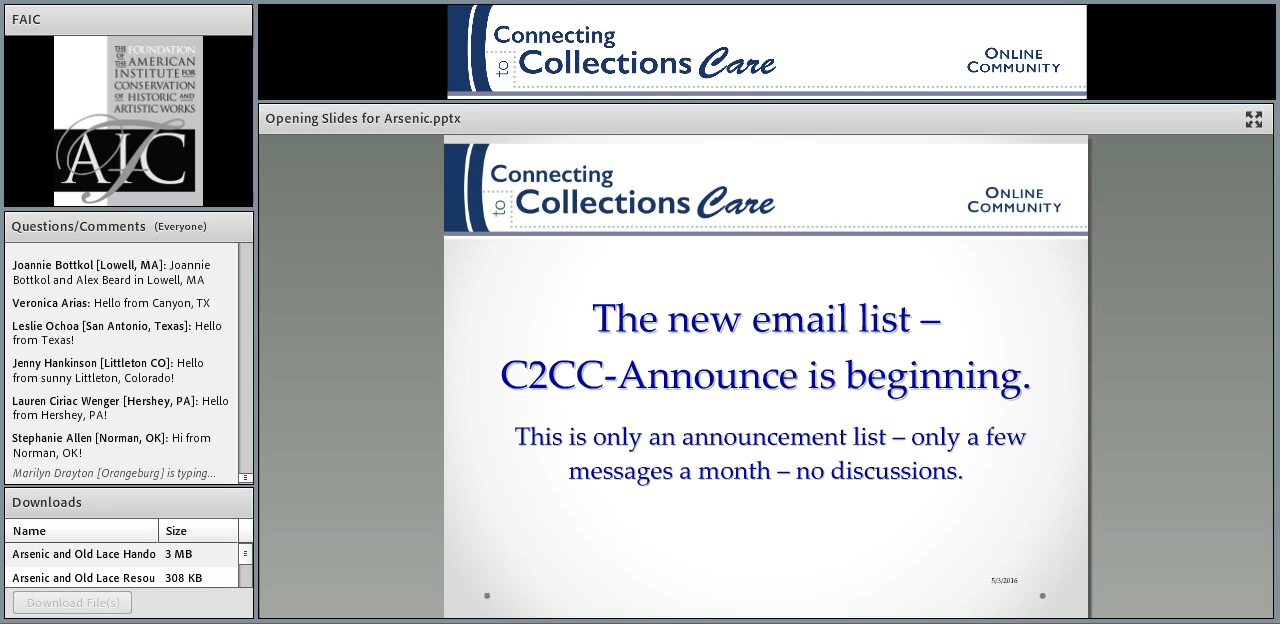 FAIC
THE FOUNDATION
OF THE AMERICAN
INSTITUTE FOR
CONSERVATION
OF HISTORIC AND
ARTISTIC WORKS
AIC
Questions/Comments (Everyone)
Joannie Bottkol [Lowell, MA]: Joannie
Bottkol and Alex Beard in Lowell, MA
Veronica Arias: Hello from Canyon, TX
Leslie Ochoa [San Antonio, Texas]: Hello
from Texas!
Jenny Hankinson [Littleton CO]: Hello
from sunny Littleton, Colorado!
Lauren Ciriac Wenger [Hershey, PA]: Hello
from Hershey, PA!
Stephanie Allen [Norman, OK]: Hi from
Norman, OK!
Marilyn Drayton [Orangeburg] is typing...
Downloads
Name Size
Arsenic and Old Lace Hando 3 MB
Arsenic and Old Lace Resou 308 KB
Download File(s)
Connecting
to Collections Care
ONLINE
COMMUNITY
Opening Slides for Arsenic.pptx
Connecting
to Collections Care
ONLINE
COMMUNITY
The new email list –
C2CC-Announce is beginning.
This is only an announcement list – only a few
messages a month – no discussions.
5/3/2016